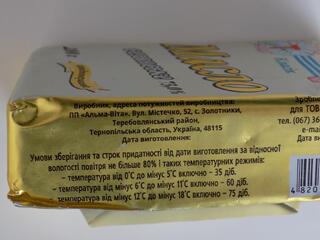 Масло
Виробник, адреса потужностей виробництва:
ПП «Альма-Віта», Вул. Містечко, 52, с. Золотники,
Теребовлянський район,
Тернопільська область, Україна, 48115
Дата виготовлення:
Умови зберігання та строк придатності від дати виготовлення за відносної
вологості повітря не більше 80% і таких температурних режимів:
– температура від 0°С до мінус 5°С включно – 35 діб.
– температура від мінус 6°С до мінус 11°С включно – 60 діб.
температура від мінус 12°С до мінус 18°С включно – 75 діб.
для ТОВ
тел. (067) 36
4820